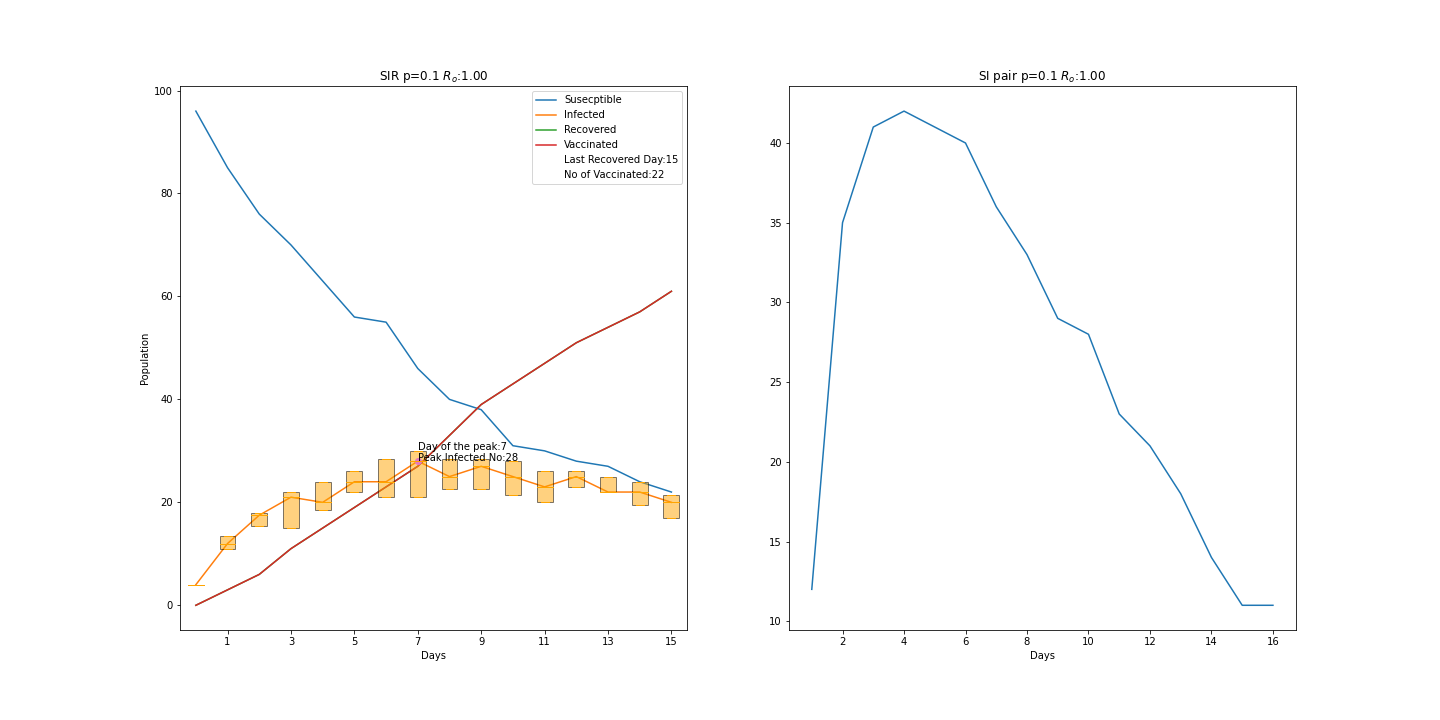 SIR p=0.1 Ro:1.00
Population
100
80
60
40
20
0
Susecptible
Infected
Recovered
Vaccinated
Last Recovered Day:15
No of Vaccinated:22
Day of the peak:7
Peak Infected No:28
1 3 5 7 9 11 13 15
Days
SI pair p=0.1 Ro:1.00
40
35
30
25
20
15
10
2 4 6 8 10 12 14 16
Days